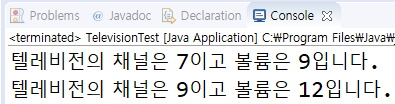 Problems @ Javadoc Declaration Console
<terminated> TelevisionTest [Java Application] C:₩Program Files₩Java₩j
텔레비전의 채널은 7이고 볼륨은 9입니다.
텔레비전의 채널은 9이고 볼륨은 12입니다.